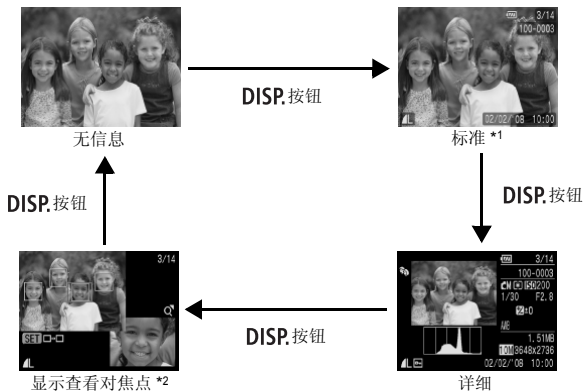 3/14
100-0003
L 02/02/'08 10:00
DISP.按钮
无信息
标准 *1
DISP.按钮
DISP.按钮
3/14
SET
L
3/14
100-0003
ISO200
1/30 F2.8
±0
1.51MB
3648x2736
L 02/02/'08 10:00
DISP.按钮
显示查看对焦点 *2
详细